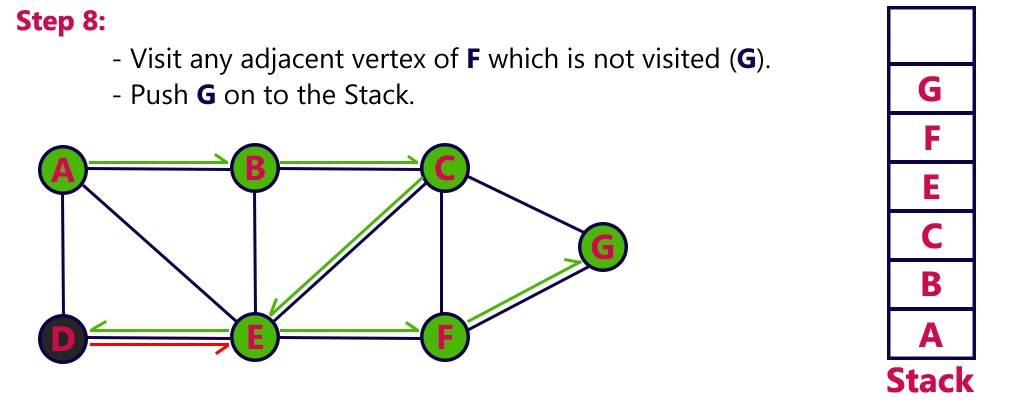 Step 8:
- Visit any adjacent vertex of F which is not visited (G).
- Push G on to the Stack.
A
B
C
G
D
E
F
G
F
E
C
B
A
Stack